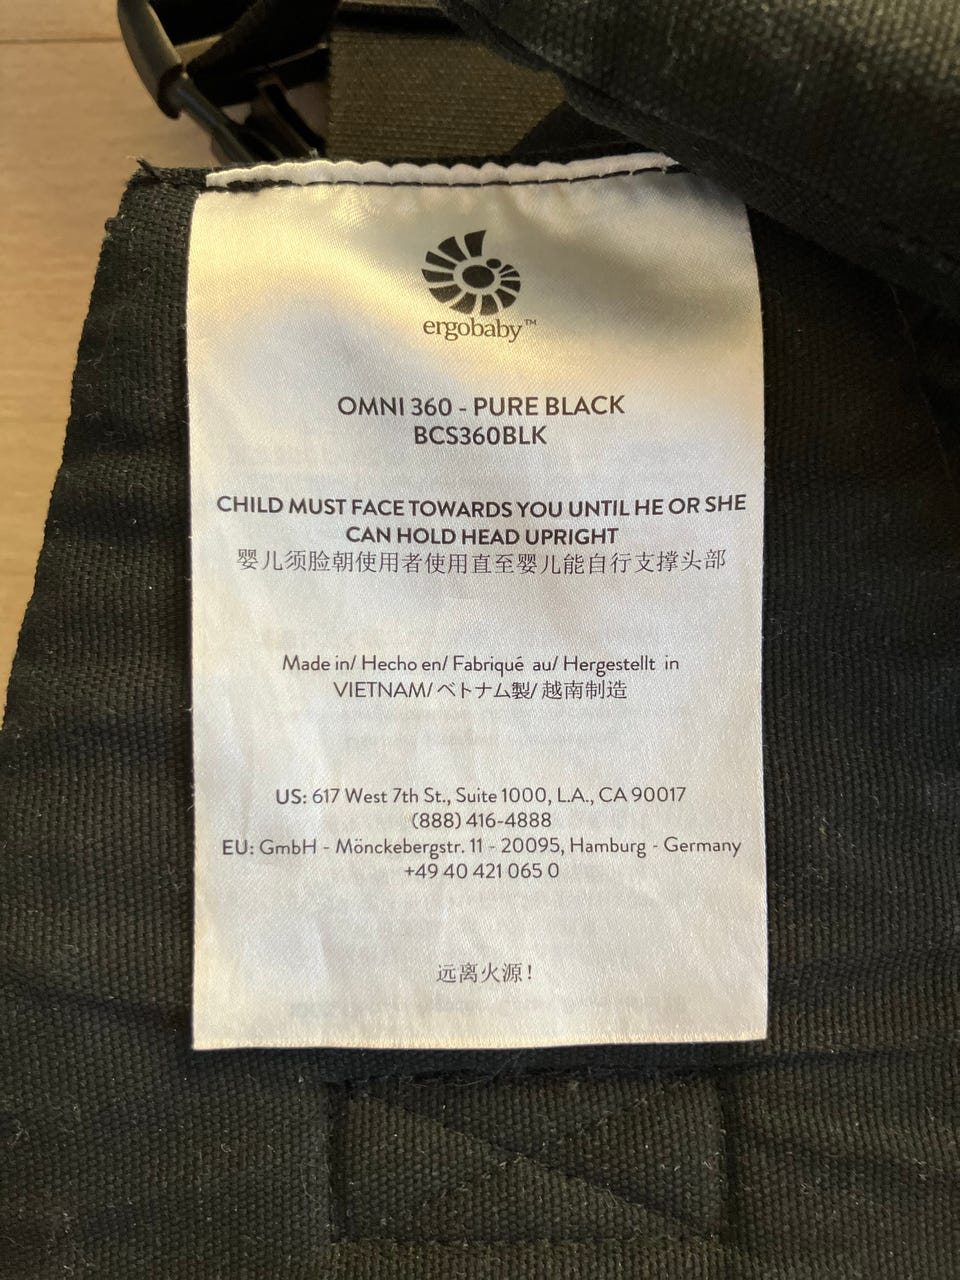 ergobaby™
OMNI 360 - PURE BLACK
BCS360BLK
CHILD MUST FACE TOWARDS YOU UNTIL HE OR SHE
CAN HOLD HEAD UPRIGHT
婴儿须脸朝使用者使用直至婴儿能自行支撑头部
Made in/ Hecho en/ Fabriqué au/ Hergestellt in
VIETNAM/ベトナム製/越南制造
US: 617 West 7th St., Suite 1000, L.A., CA 90017
(888) 416-4888
EU: GmbH - Mönckebergstr. 11 - 20095, Hamburg - Germany
+49 40 421 065 0
远离火源！